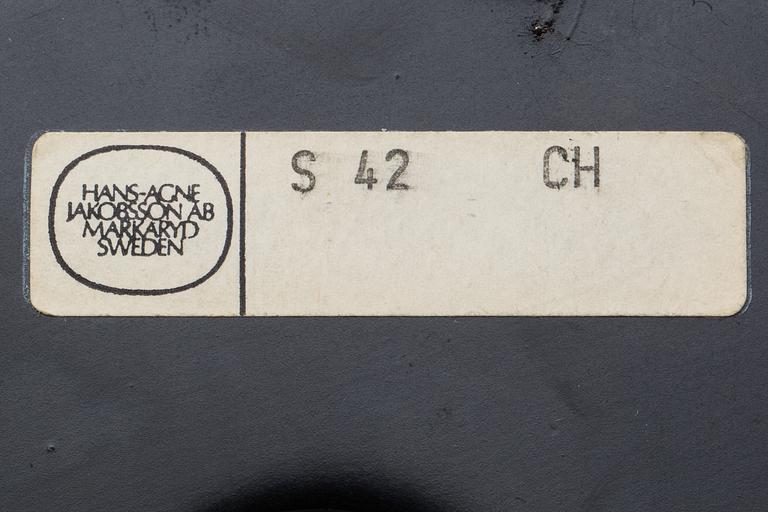 HANS-AGNE
JAKOBSSON AB
MARKARYD
SWEDEN
S 42 CH